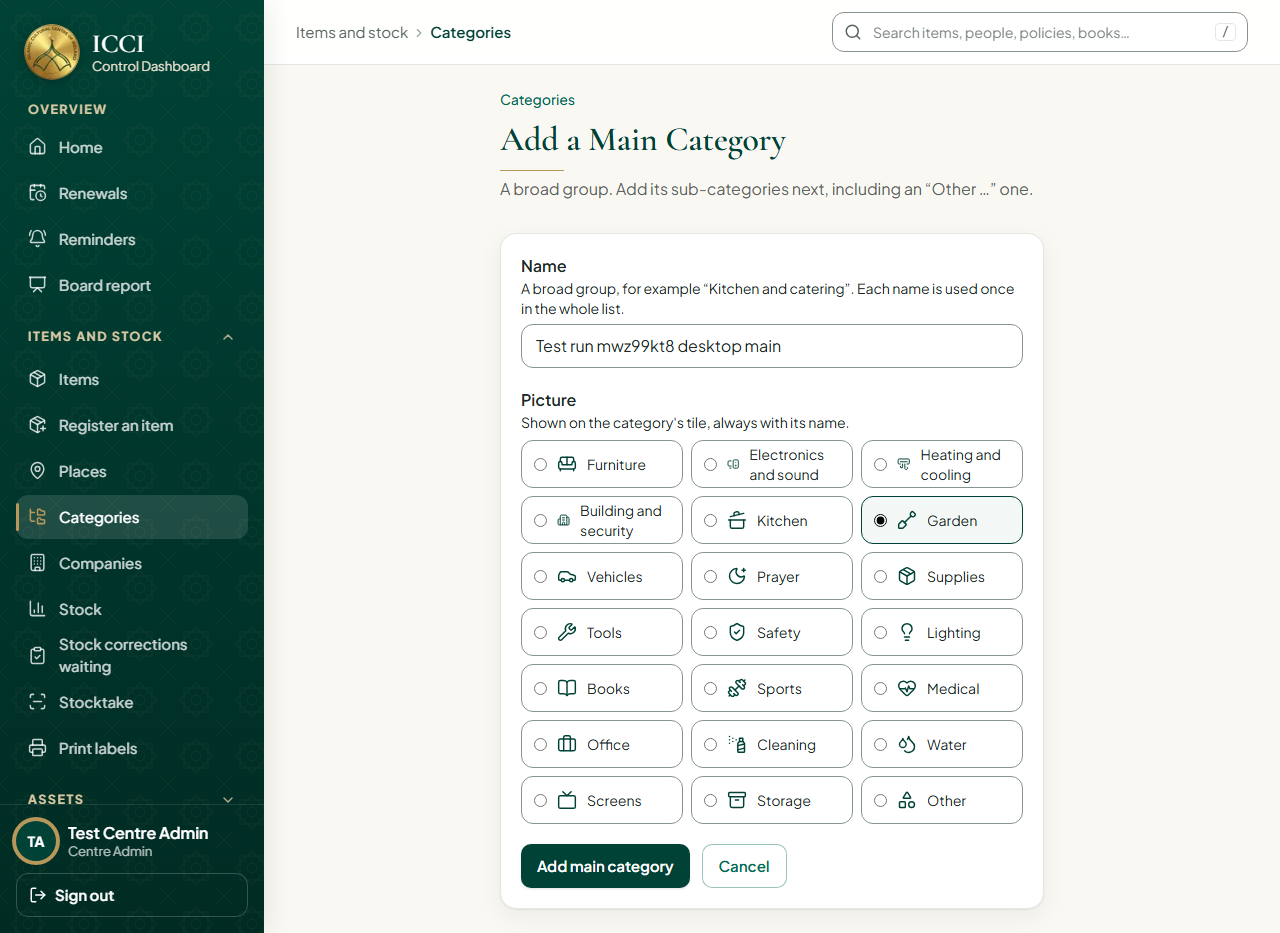 ICCI
Control Dashboard
OVERVIEW
Home
Renewals
Reminders
Board report
ITEMS AND STOCK
Items
Register an item
Places
Categories
Companies
Stock
Stock corrections
waiting
Stocktake
Print labels
ASSETS
TA
Test Centre Admin
Centre Admin
Sign out
Items and stock › Categories
Search items, people, policies, books…
/
Categories
Add a Main Category
A broad group. Add its sub-categories next, including an “Other …” one.
Name
A broad group, for example “Kitchen and catering”. Each name is used once
in the whole list.
Test run mwz99kt8 desktop main
Picture
Shown on the category's tile, always with its name.
Furniture
Electronics
and sound
Heating and
cooling
Building and
security
Kitchen
Garden
Vehicles
Prayer
Supplies
Tools
Safety
Lighting
Books
Sports
Medical
Office
Cleaning
Water
Screens
Storage
Other
Add main category
Cancel